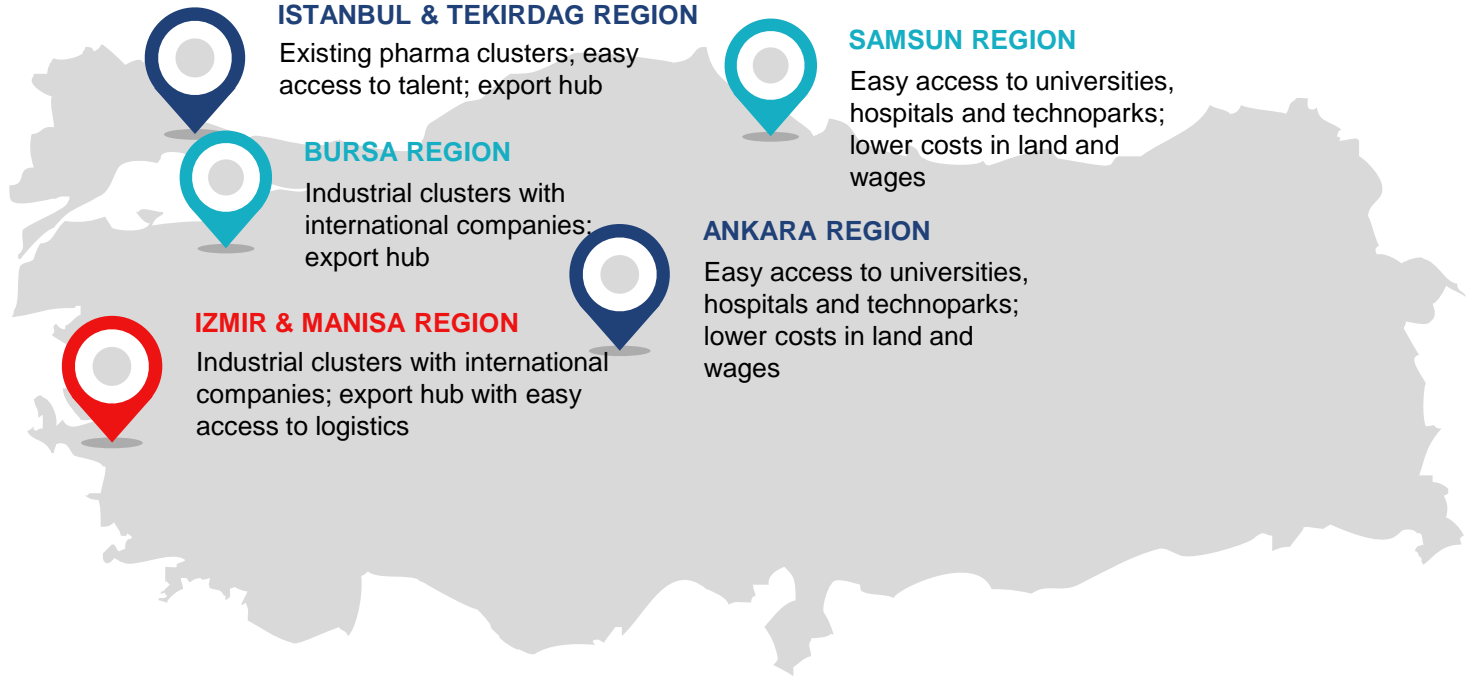 ISTANBUL & TEKIRDAG REGION
Existing pharma clusters; easy
access to talent; export hub
SAMSUN REGION
Easy access to universities,
hospitals and technoparks;
lower costs in land and
wages
BURSA REGION
Industrial clusters with
international companies;
export hub
ANKARA REGION
Easy access to universities,
hospitals and technoparks;
lower costs in land and
wages
IZMIR & MANISA REGION
Industrial clusters with international
companies; export hub with easy
access to logistics